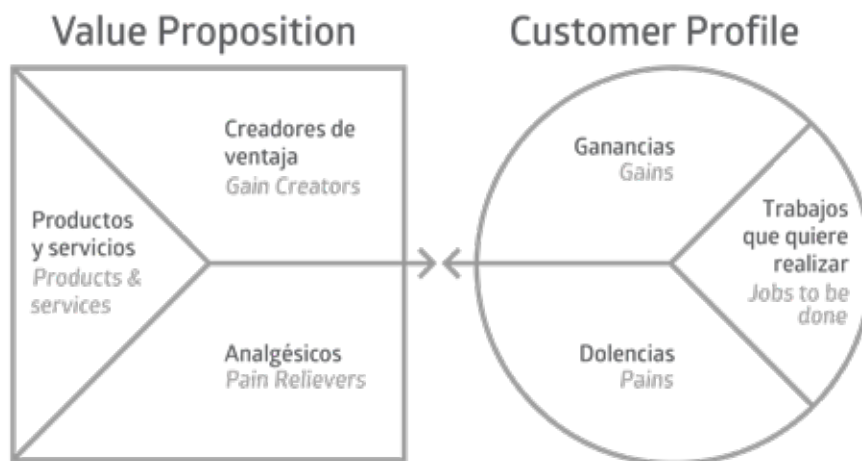 Value Proposition
Customer Profile
Creadores de
ventaja
Gain Creators
Productos
y servicios
Products &
services
Analgésicos
Pain Relievers
Ganancias
Gains
Trabajos
que quiere
realizar
Jobs to be
done
Dolencias
Pains